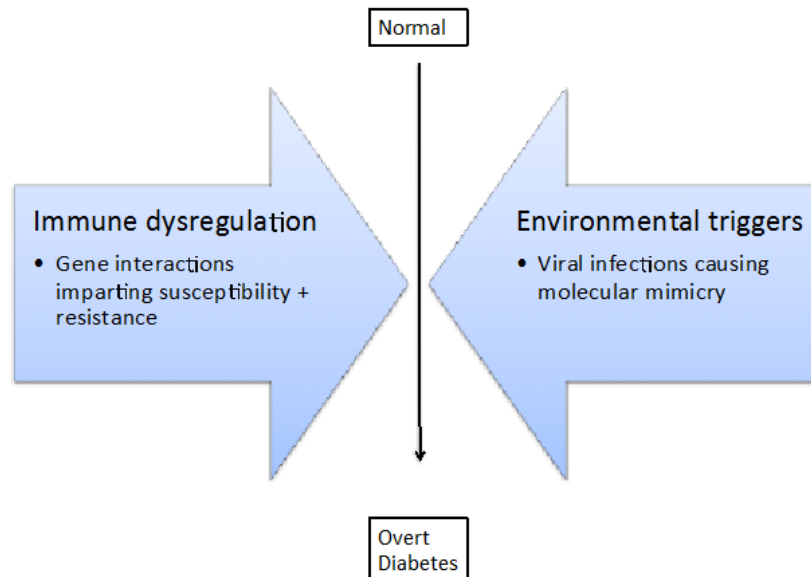 Normal
Immune dysregulation
• Gene interactions
imparting susceptibility +
resistance
Environmental triggers
• Viral infections causing
molecular mimicry
Overt
Diabetes